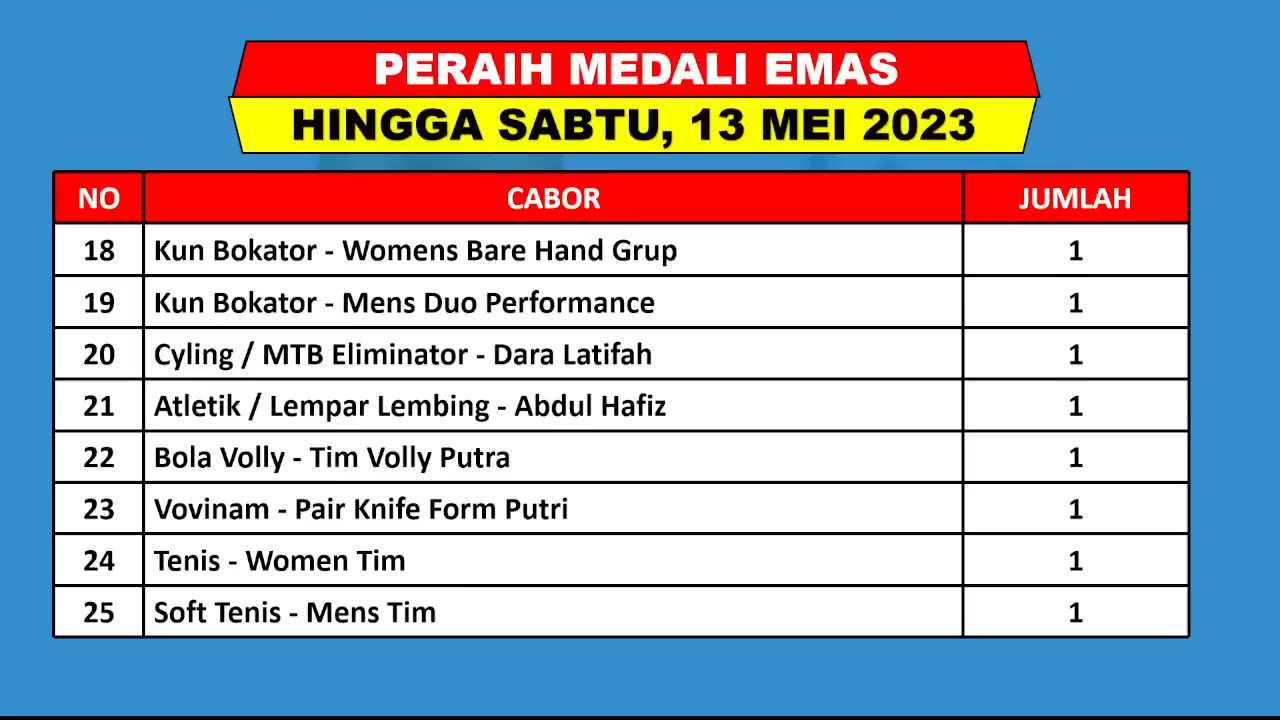 PERAIH MEDALI EMAS
HINGGA SABTU, 13 MEI 2023
NO CABOR JUMLAH
18 Kun Bokator - Womens Bare Hand Grup 1
19 Kun Bokator - Mens Duo Performance 1
20 Cyling / MTB Eliminator - Dara Latifah 1
21 Atletik / Lempar Lembing - Abdul Hafiz 1
22 Bola Volly - Tim Volly Putra 1
23 Vovinam - Pair Knife Form Putri 1
24 Tenis - Women Tim 1
25 Soft Tenis - Mens Tim 1